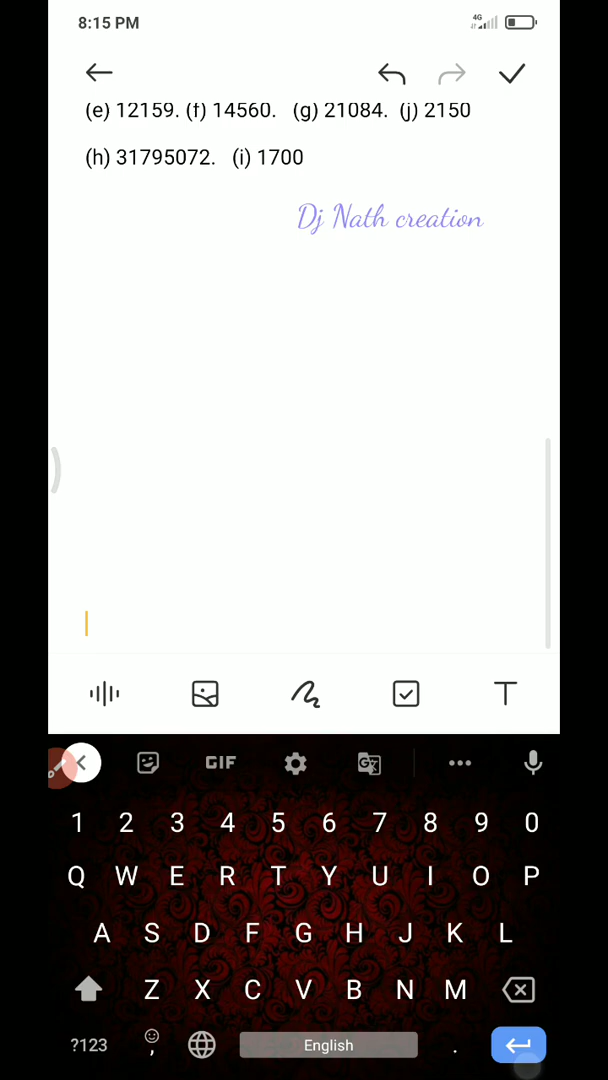 8:15 PM 4G
(e) 12159. (f) 14560. (g) 21084. (j) 2150
(h) 31795072. (i) 1700
Dj Nath creation
T
GIF
1 2 3 4 5 6 7 8 9 0
Q W E R T Y U I O P
A S D F G H J K L
Z X C V B N M
?123 , English .